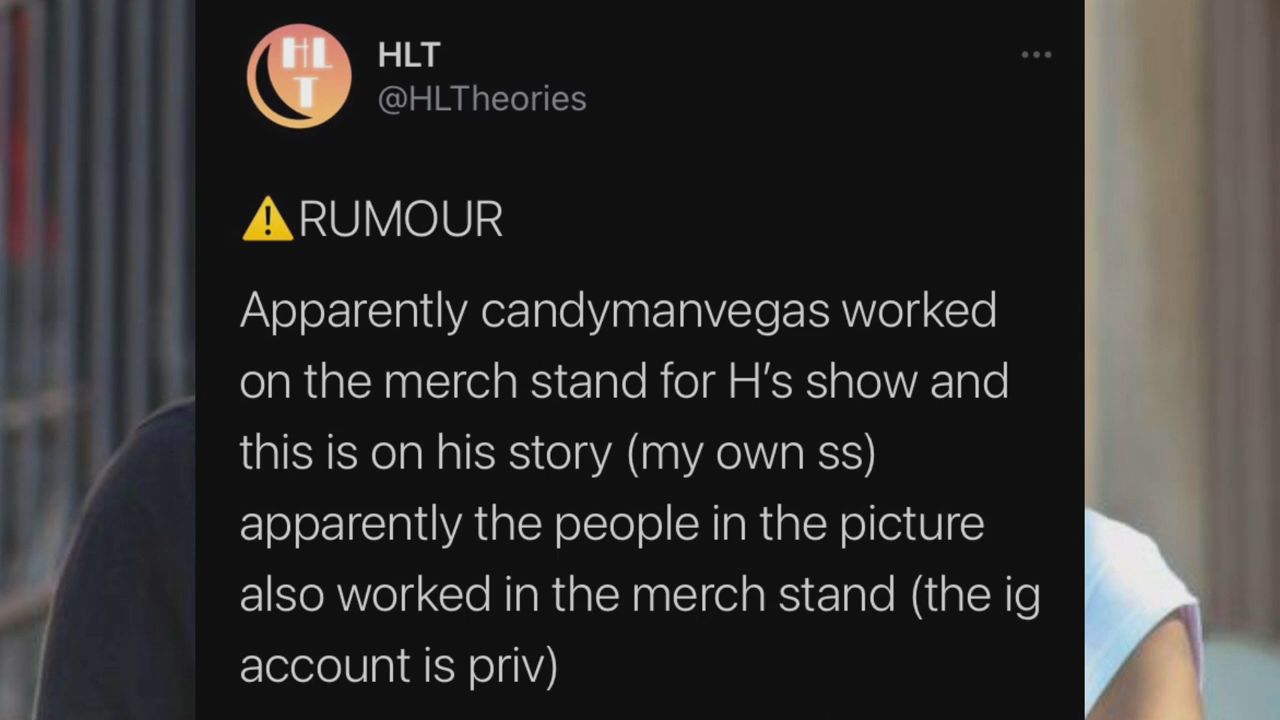 HL
T
HLT
@HLTheories
⚠️RUMOUR
Apparently candymanvegas worked
on the merch stand for H's show and
this is on his story (my own ss)
apparently the people in the picture
also worked in the merch stand (the ig
account is priv)